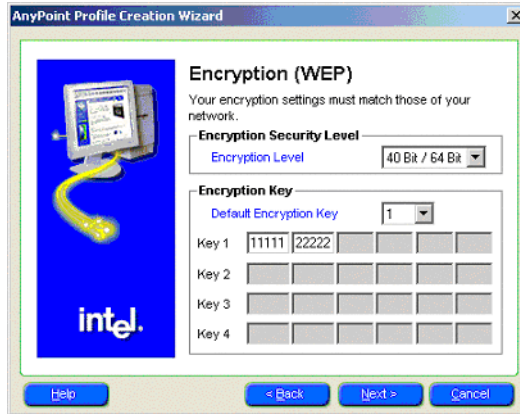 AnyPoint Profile Creation Wizard
Encryption (WEP)
Your encryption settings must match those of your
network.
Encryption Security Level
Encryption Level 40 Bit / 64 Bit
Encryption Key
Default Encryption Key 1
Key 1 11111 22222
Key 2
Key 3
Key 4
intel.
Help < Back Next > Cancel